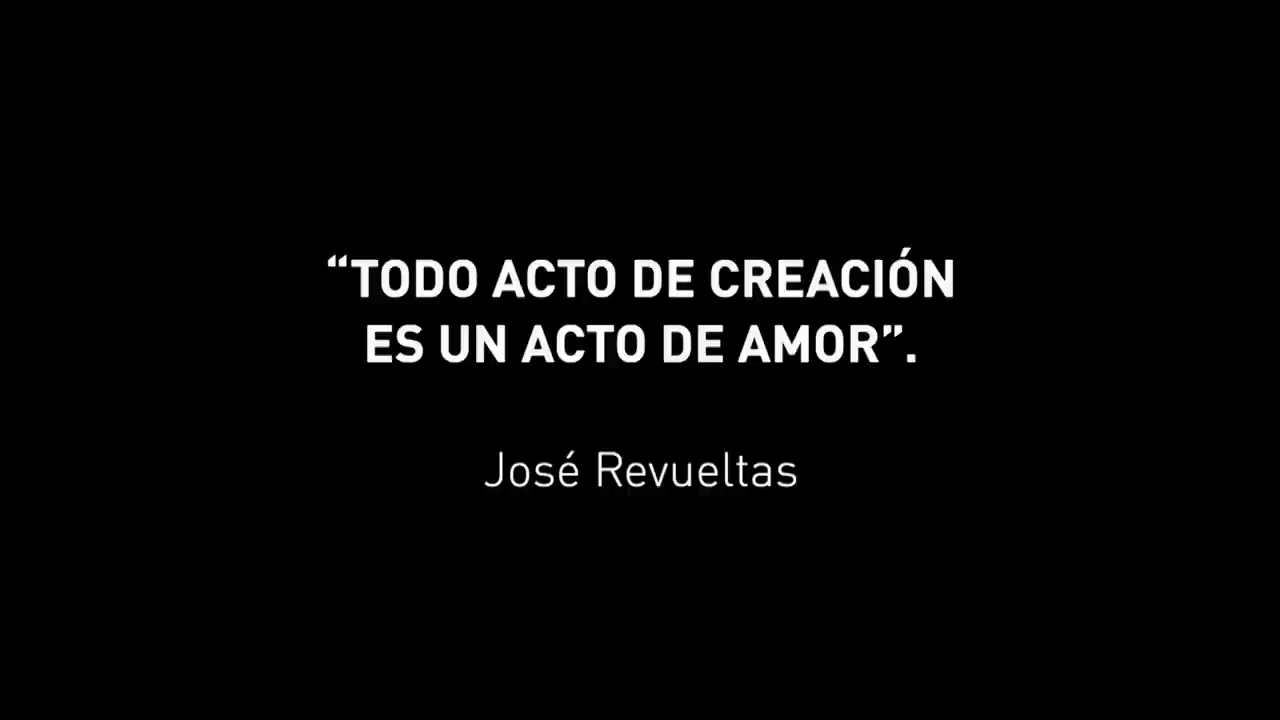 “TODO ACTO DE CREACIÓN
ES UN ACTO DE AMOR”.
José Revueltas